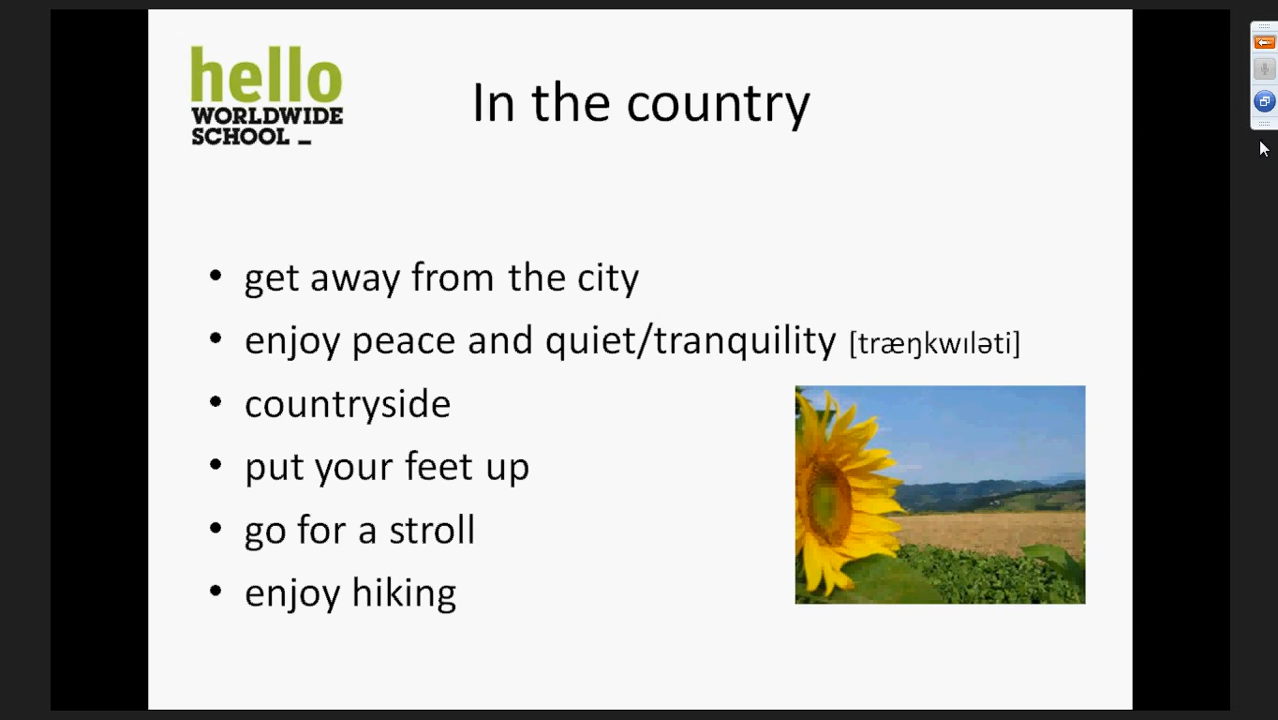 hello
WORLDWIDE
SCHOOL _
In the country
• get away from the city
• enjoy peace and quiet/tranquility [træŋkwɪləti]
• countryside
• put your feet up
• go for a stroll
• enjoy hiking